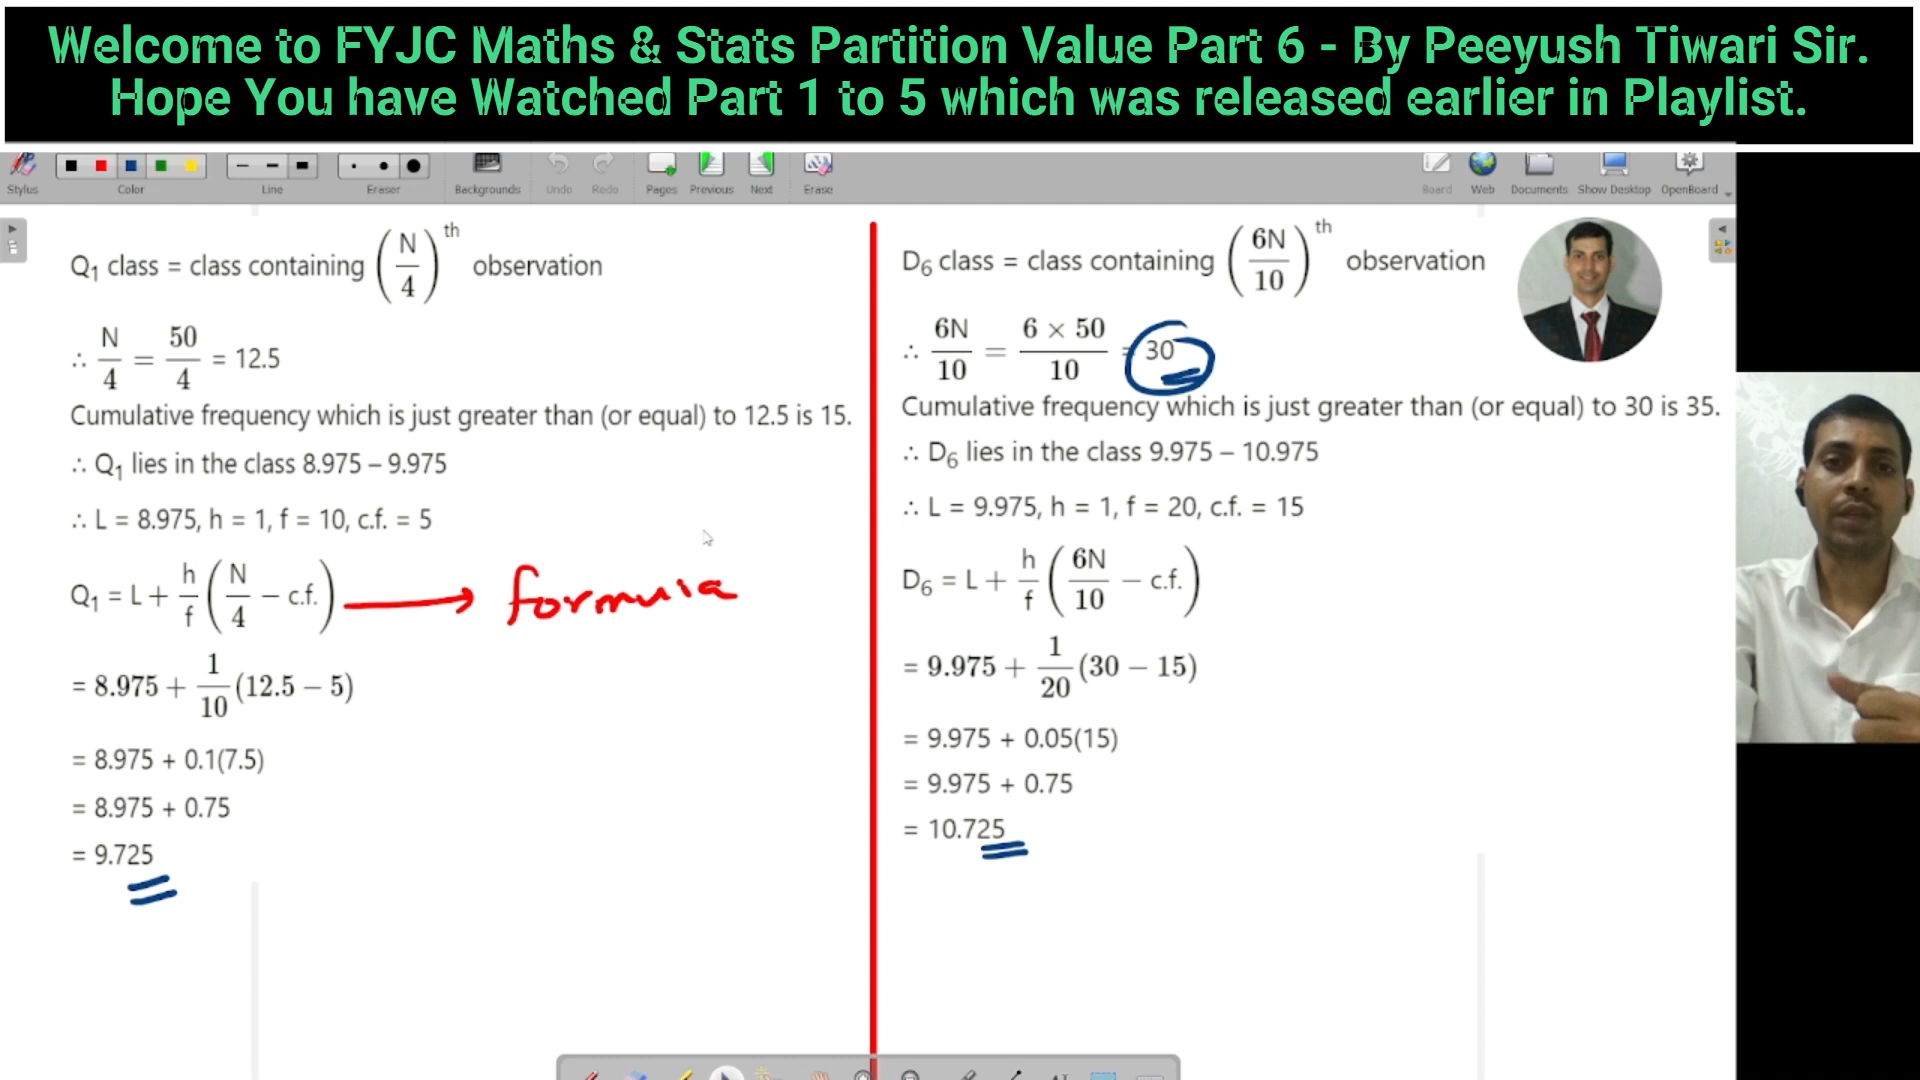 Welcome to FYJC Maths & Stats Partition Value Part 6 - By Peeyush Tiwari Sir.
Hope You have Watched Part 1 to 5 which was released earlier in Playlist.
Stylus Color Line Eraser Backgrounds Undo Redo Pages Previous Next Erase Board Web Documents Show Desktop OpenBoard
Q₁ class = class containing (N/4)th observation
∴ N/4 = 50/4 = 12.5
Cumulative frequency which is just greater than (or equal) to 12.5 is 15.
∴ Q₁ lies in the class 8.975 – 9.975
∴ L = 8.975, h = 1, f = 10, c.f. = 5
Q₁ = L + h/f (N/4 − c.f.) → formula
= 8.975 + 1/10 (12.5 − 5)
= 8.975 + 0.1(7.5)
= 8.975 + 0.75
= 9.725
D₆ class = class containing (6N/10)th observation
∴ 6N/10 = 6 × 50/10 = 30
Cumulative frequency which is just greater than (or equal) to 30 is 35.
∴ D₆ lies in the class 9.975 – 10.975
∴ L = 9.975, h = 1, f = 20, c.f. = 15
D₆ = L + h/f (6N/10 − c.f.)
= 9.975 + 1/20 (30 − 15)
= 9.975 + 0.05(15)
= 9.975 + 0.75
= 10.725